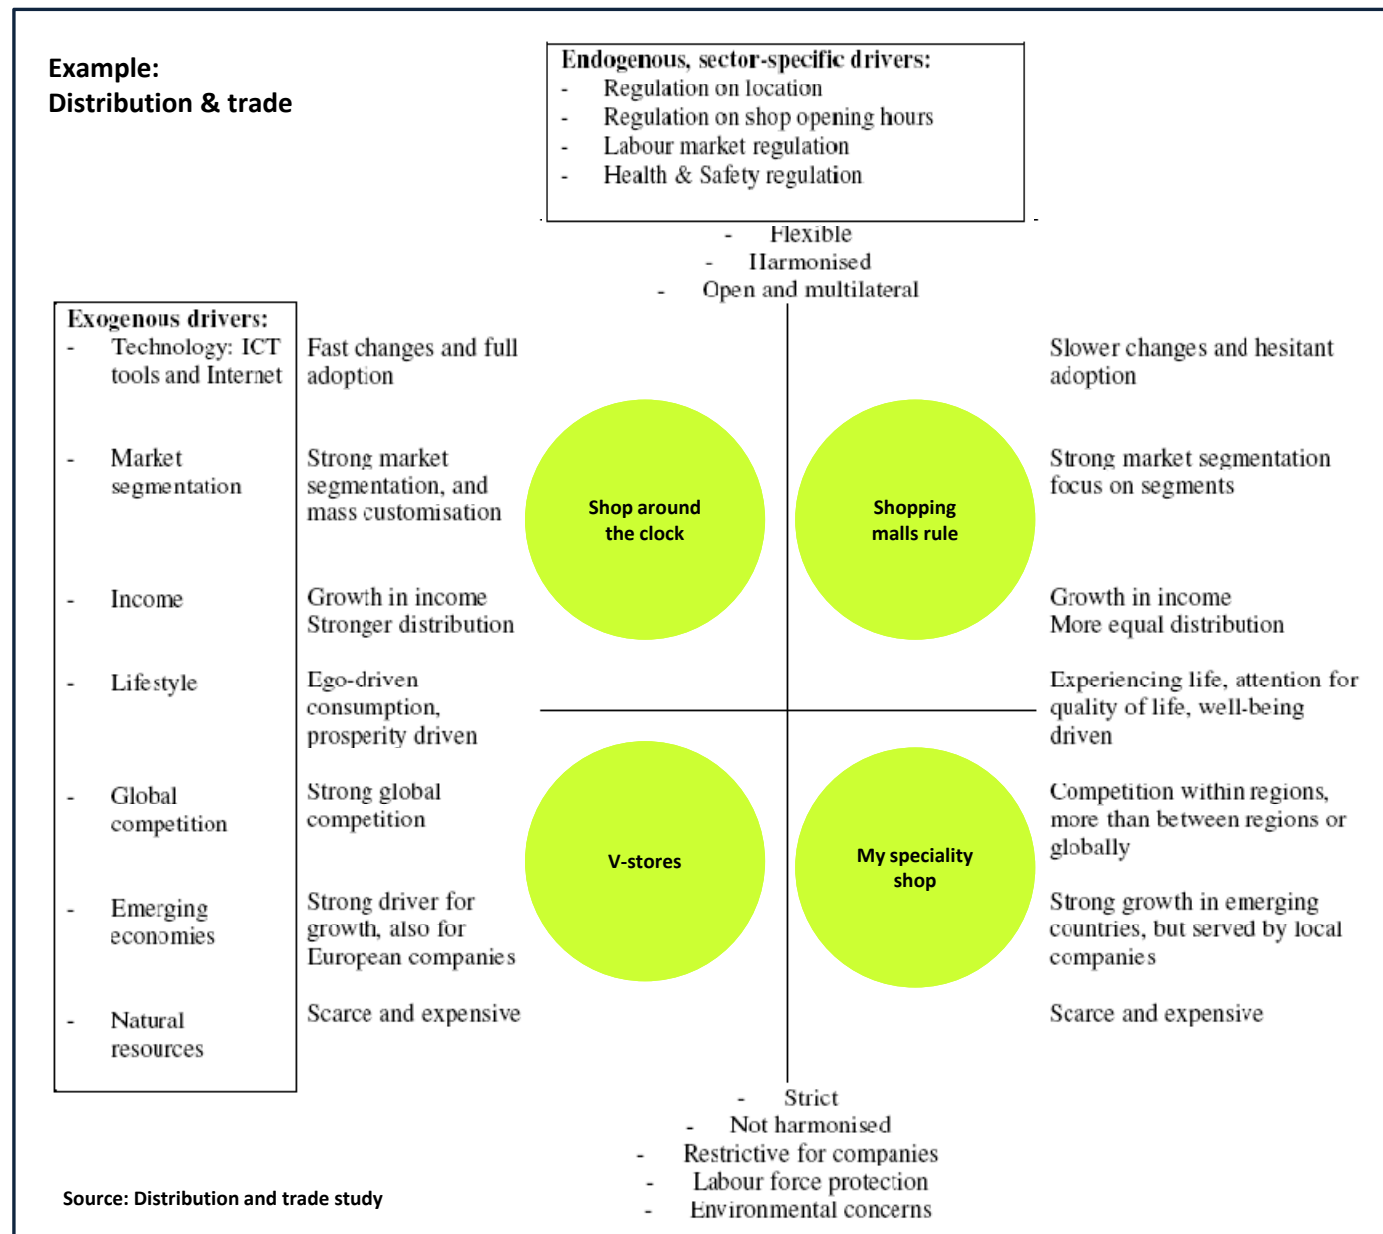 Example:
Distribution & trade
Endogenous, sector-specific drivers:
- Regulation on location
- Regulation on shop opening hours
- Labour market regulation
- Health & Safety regulation
- Flexible
- Harmonised
- Open and multilateral
Exogenous drivers:
- Technology: ICT
tools and Internet
- Market
segmentation
- Income
- Lifestyle
- Global
competition
- Emerging
economies
- Natural
resources
Fast changes and full
adoption
Strong market
segmentation, and
mass customisation
Growth in income
Stronger distribution
Ego-driven
consumption,
prosperity driven
Strong global
competition
Strong driver for
growth, also for
European companies
Scarce and expensive
Shop around
the clock
Shopping
malls rule
V-stores
My speciality
shop
Slower changes and hesitant
adoption
Strong market segmentation
focus on segments
Growth in income
More equal distribution
Experiencing life, attention for
quality of life, well-being
driven
Competition within regions,
more than between regions or
globally
Strong growth in emerging
countries, but served by local
companies
Scarce and expensive
- Strict
- Not harmonised
- Restrictive for companies
- Labour force protection
- Environmental concerns
Source: Distribution and trade study